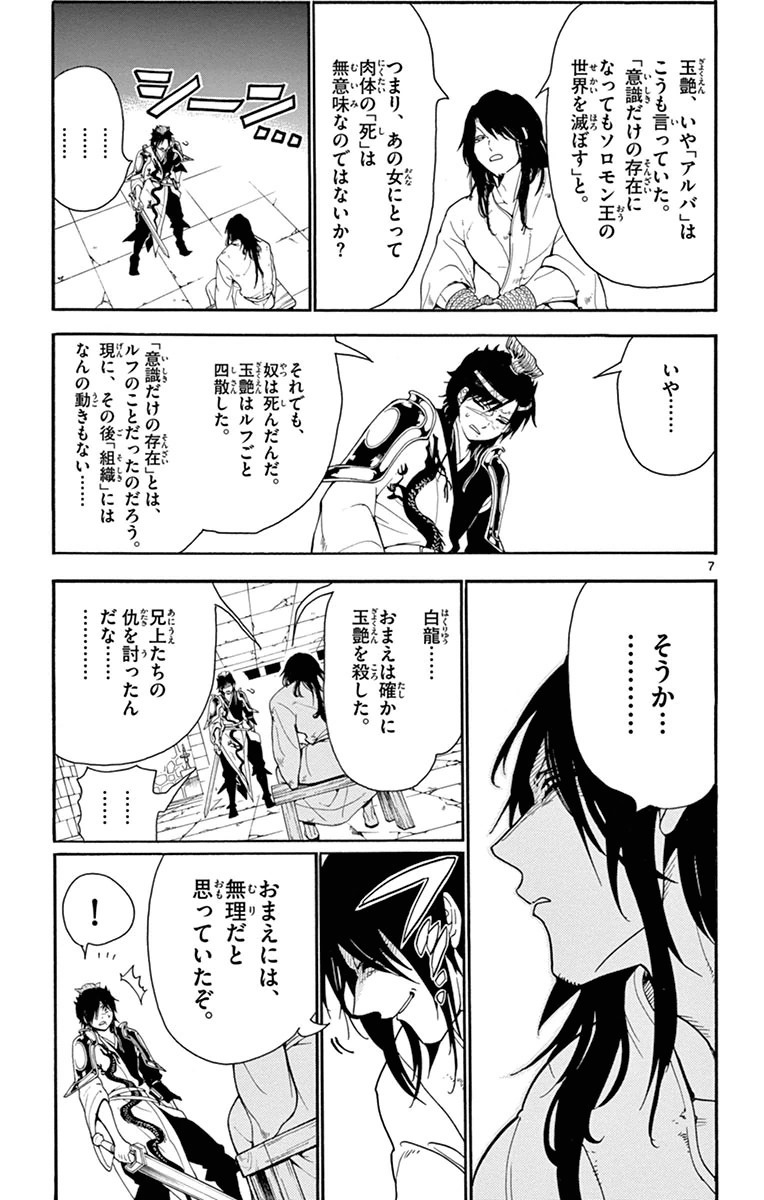 玉艶、いや「アルバ」は
こうも言っていた。
「意識だけの存在に
なってもソロモン王の
世界を滅ぼす」と。
つまり、あの女にとって
肉体の「死」は
無意味なのではないか？
シーン…
………
………
いや……
それでも、
奴は死んだんだ。
玉艶はルフごと
四散した。
「意識だけの存在」とは、
ルフのことだったのだろう。
現に、その後「組織」には
なんの動きもない……
7
そうか…
…………
白龍……
おまえは確かに
玉艶を殺した。
兄上たちの
仇を討ったん
だな……
………
………
………
フッ
おまえには、
無理だと
思っていたぞ。
！